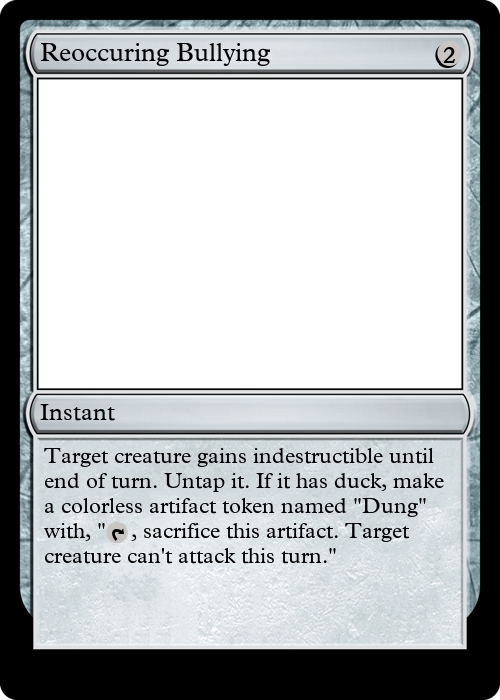 Reoccuring Bullying 2
Instant
Target creature gains indestructible until
end of turn. Untap it. If it has duck, make
a colorless artifact token named "Dung"
with, " , sacrifice this artifact. Target
creature can't attack this turn."